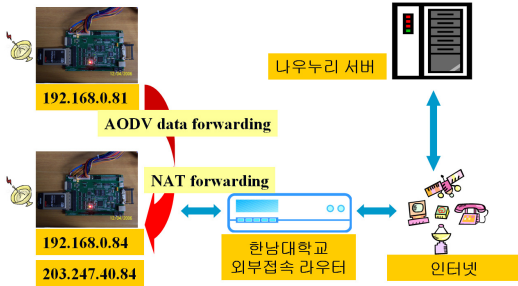 나우누리 서버
192.168.0.81
AODV data forwarding
NAT forwarding
192.168.0.84
203.247.40.84
한남대학교
외부접속 라우터
인터넷